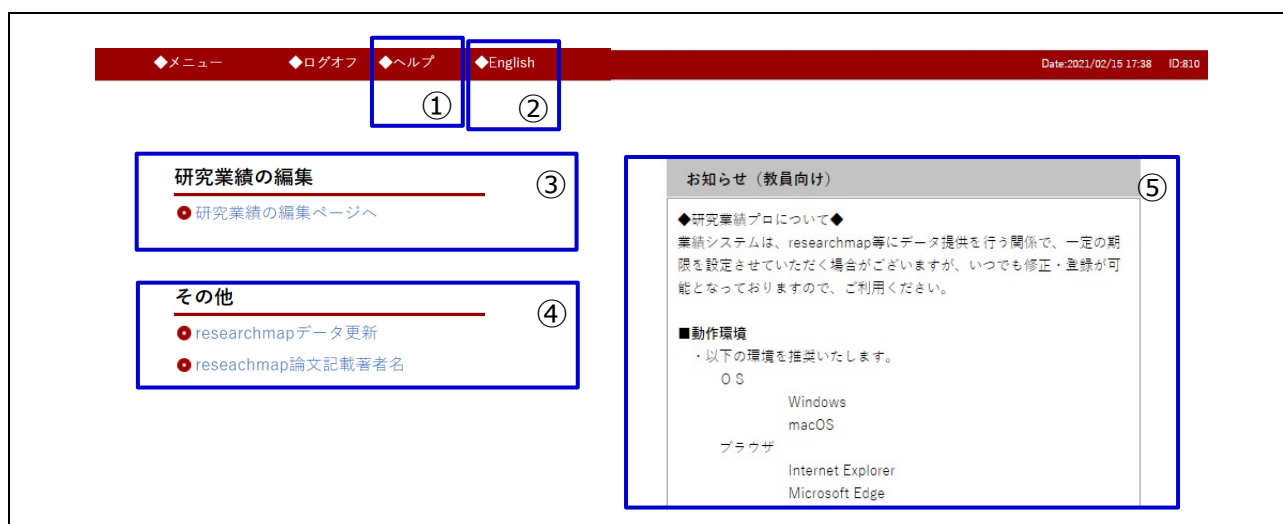 ◆メニュー ◆ログオフ ◆ヘルプ ◆English Date:2021/02/15 17:38 ID:810
① ②
研究業績の編集 ③
研究業績の編集ページへ
その他 ④
researchmapデータ更新
reseachmap論文記載著者名
お知らせ（教員向け） ⑤
◆研究業績プロについて◆
業績システムは、researchmap等にデータ提供を行う関係で、一定の期
限を設定させていただく場合がございますが、いつでも修正・登録が可
能となっておりますので、ご利用ください。
■動作環境
・以下の環境を推奨いたします。
ＯＳ
Windows
macOS
ブラウザ
Internet Explorer
Microsoft Edge